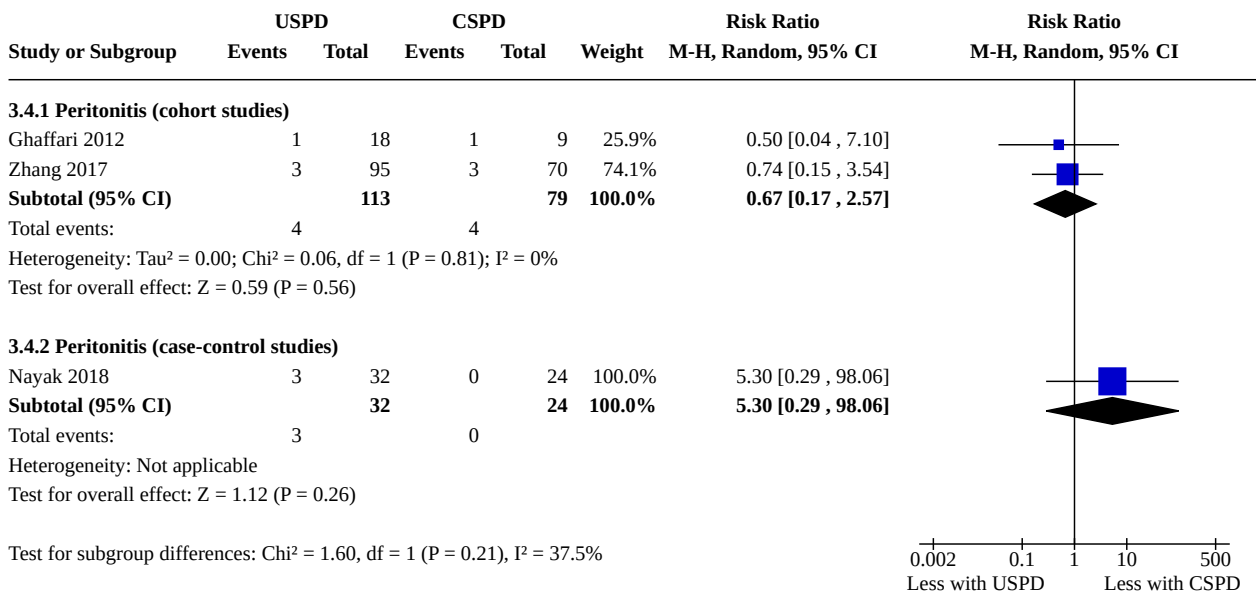 USPD CSPD Risk Ratio Risk Ratio
Study or Subgroup Events Total Events Total Weight M-H, Random, 95% CI M-H, Random, 95% CI
3.4.1 Peritonitis (cohort studies)
Ghaffari 2012 1 18 1 9 25.9% 0.50 [0.04 , 7.10]
Zhang 2017 3 95 3 70 74.1% 0.74 [0.15 , 3.54]
Subtotal (95% CI) 113 79 100.0% 0.67 [0.17 , 2.57]
Total events: 4 4
Heterogeneity: Tau² = 0.00; Chi² = 0.06, df = 1 (P = 0.81); I² = 0%
Test for overall effect: Z = 0.59 (P = 0.56)
3.4.2 Peritonitis (case-control studies)
Nayak 2018 3 32 0 24 100.0% 5.30 [0.29 , 98.06]
Subtotal (95% CI) 32 24 100.0% 5.30 [0.29 , 98.06]
Total events: 3 0
Heterogeneity: Not applicable
Test for overall effect: Z = 1.12 (P = 0.26)
Test for subgroup differences: Chi² = 1.60, df = 1 (P = 0.21), I² = 37.5%
0.002 0.1 1 10 500
Less with USPD Less with CSPD